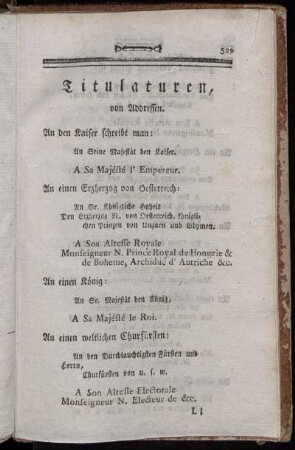 529
Titulaturen,
von Addressen.
An den Kaiser schreibt man:
An Seine Majestät den Kaiser.
A Sa Majésté l' Empereur.
An einen Erzherzog von Oesterreich:
An Se. Königliche Hoheit
Den Erzherzog N. von Oesterreich, königli-
chen Prinzen von Ungarn und Böhmen.
A Son Altesse Royale
Monseigneur N. Prince Royal de Hongrie &
de Boheme, Archiduc d' Autriche &c.
An einen König:
An Se. Majestät den König,
A Sa Majésté le Roi.
An einen weltlichen Churfürsten:
An den Durchlauchtigsten Fürsten und
Herrn,
Churfürsten von u. s. w.
A Son Altesse Electorale
Monseigneur N. Electeur de &c.
L l